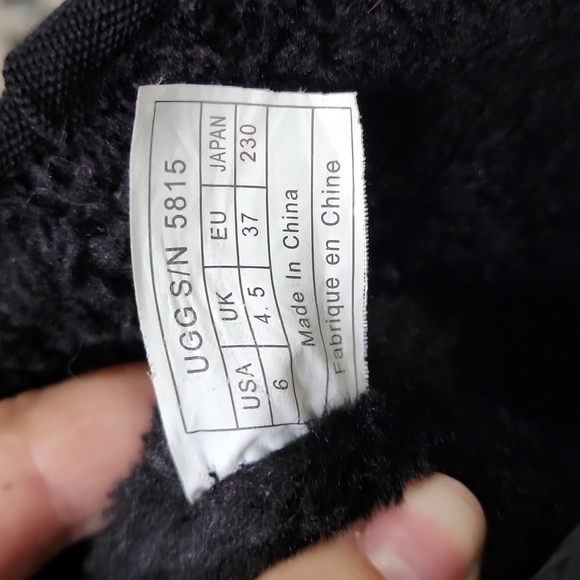 UGG S/N 5815
USA UK EU JAPAN
6 4.5 37 230
Made In China
Fabrique en Chine